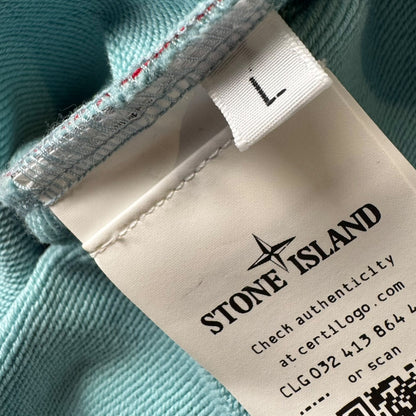 L
STONE ISLAND
Check authenticity
at certilogo.com
CLG 032 413 864
or scan